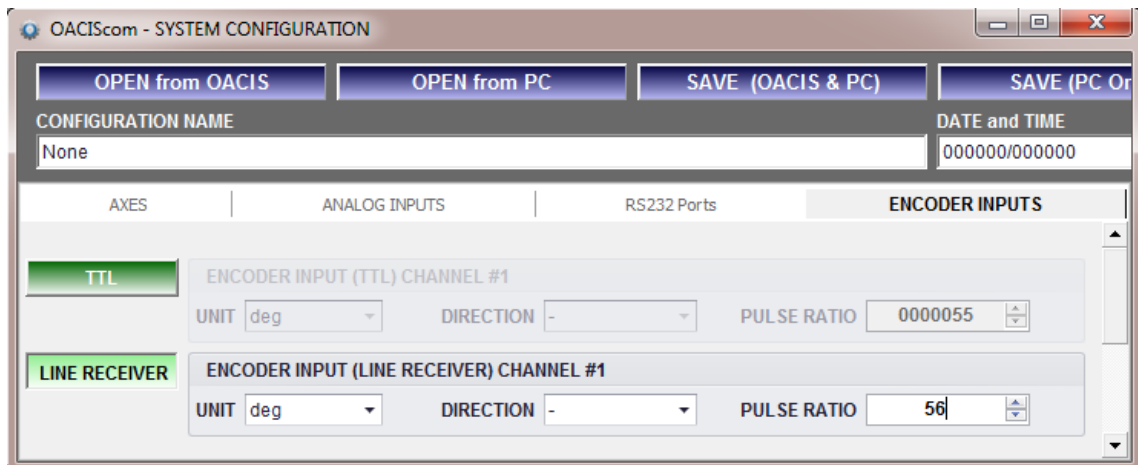 OACIScom - SYSTEM CONFIGURATION
OPEN from OACIS OPEN from PC SAVE (OACIS & PC) SAVE (PC Or
CONFIGURATION NAME DATE and TIME
None 000000/000000
AXES ANALOG INPUTS RS232 Ports ENCODER INPUTS
TTL ENCODER INPUT (TTL) CHANNEL #1
UNIT deg DIRECTION - PULSE RATIO 0000055
LINE RECEIVER ENCODER INPUT (LINE RECEIVER) CHANNEL #1
UNIT deg DIRECTION - PULSE RATIO 56